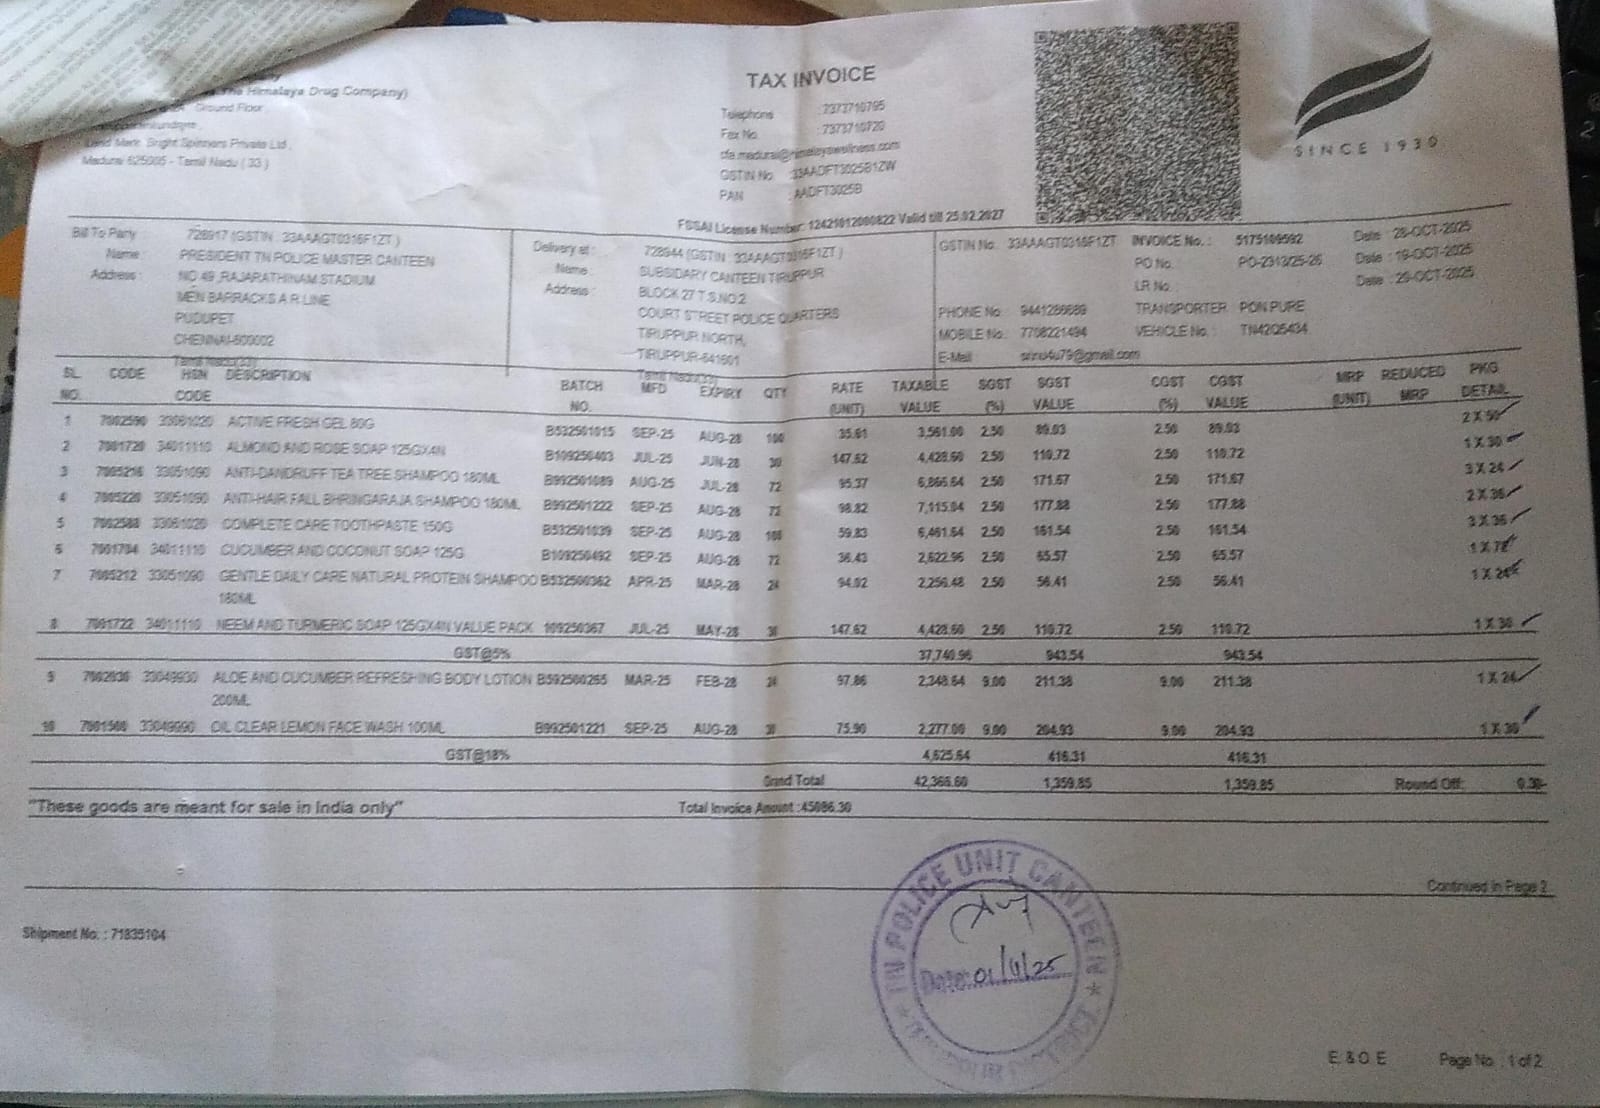 The Himalaya Drug Company)
Ground Floor,
Land Mark. Bright Spinners Private Ltd,
Madurai 625005 - Tamil Nadu ( 33 )
TAX INVOICE
Telephone : 7373710795
Fax No. : 7373710720
cfa.madurai@himalayawellness.com
GSTIN No : 33AADFT3025B1ZW
PAN : AADFT3025B
FSSAI License Number: 12421012000822 Valid till 25.02.2027
SINCE 1930
Bill To Party : 728917 (GSTIN : 33AAAGT0316F1ZT )
Name : PRESIDENT TN POLICE MASTER CANTEEN
Address : NO 49 ,RAJARATHINAM STADIUM
MEN BARRACKS A R LINE
PUDUPET
CHENNAI-600002
Tamil Nadu(33)
Delivery at : 728944 (GSTIN : 33AAAGT0316F1ZT )
Name : SUBSIDARY CANTEEN TIRUPPUR
Address : BLOCK 27 T.S.NO:2
COURT STREET POLICE QUARTERS
TIRUPPUR NORTH,
TIRUPPUR-641601
Tamil Nadu(33)
GSTIN No. 33AAAGT0316F1ZT INVOICE No. : 5175109592 Date : 28-OCT-2025
PO No. : PO-2313/25-26 Date : 19-OCT-2025
LR No. : Date : 29-OCT-2025
PHONE No 9441286689 TRANSPORTER PON PURE
MOBILE No: 7708221494 VEHICLE No. : TN42Q5434
E-Mail srinu4u79@gmail.com
SL NO. CODE HSN CODE DESCRIPTION BATCH NO. MFD EXPIRY QTY RATE (UNIT) TAXABLE VALUE SGST (%) SGST VALUE CGST (%) CGST VALUE MRP (UNIT) REDUCED MRP PKG DETAIL
1 7002590 33061020 ACTIVE FRESH GEL 80G B532501015 SEP-25 AUG-28 100 35.61 3,561.00 2.50 89.03 2.50 89.03 2 X 50
2 7001720 34011110 ALMOND AND ROSE SOAP 125GX4N B109250403 JUL-25 JUN-28 30 147.62 4,428.60 2.50 110.72 2.50 110.72 1 X 30
3 7005216 33051090 ANTI-DANDRUFF TEA TREE SHAMPOO 180ML B992501089 AUG-25 JUL-28 72 95.37 6,866.64 2.50 171.67 2.50 171.67 3 X 24
4 7005220 33051090 ANTI-HAIR FALL BHRINGARAJA SHAMPOO 180ML B992501222 SEP-25 AUG-28 72 98.82 7,115.04 2.50 177.88 2.50 177.88 2 X 36
5 7002588 33061020 COMPLETE CARE TOOTHPASTE 150G B532501039 SEP-25 AUG-28 108 59.83 6,461.64 2.50 161.54 2.50 161.54 3 X 36
6 7001704 34011110 CUCUMBER AND COCONUT SOAP 125G B109250492 SEP-25 AUG-28 72 36.43 2,622.96 2.50 65.57 2.50 65.57 1 X 72
7 7005212 33051090 GENTLE DAILY CARE NATURAL PROTEIN SHAMPOO B532500362 APR-25 MAR-28 24 94.02 2,256.48 2.50 56.41 2.50 56.41 1 X 24
180ML
8 7001722 34011110 NEEM AND TURMERIC SOAP 125GX4N VALUE PACK 109250367 JUL-25 MAY-28 30 147.62 4,428.60 2.50 110.72 2.50 110.72 1 X 30
GST@5% 37,740.96 943.54 943.54
9 7002030 33049930 ALOE AND CUCUMBER REFRESHING BODY LOTION B592500265 MAR-25 FEB-28 24 97.86 2,348.64 9.00 211.38 9.00 211.38 1 X 24
200ML
10 7001500 33049990 OIL CLEAR LEMON FACE WASH 100ML B992501221 SEP-25 AUG-28 30 75.90 2,277.00 9.00 204.93 9.00 204.93 1 X 30
GST@18% 4,625.64 416.31 416.31
Grand Total 42,366.60 1,359.85 1,359.85 Round Off: 0.30-
"These goods are meant for sale in India only" Total Invoice Amount :45086.30
Continued in Page 2
Shipment No. : 71835104
TN POLICE UNIT CANTEEN
Date: 01/11/25
DISTRICT.
E. & O E Page No : 1 of 2